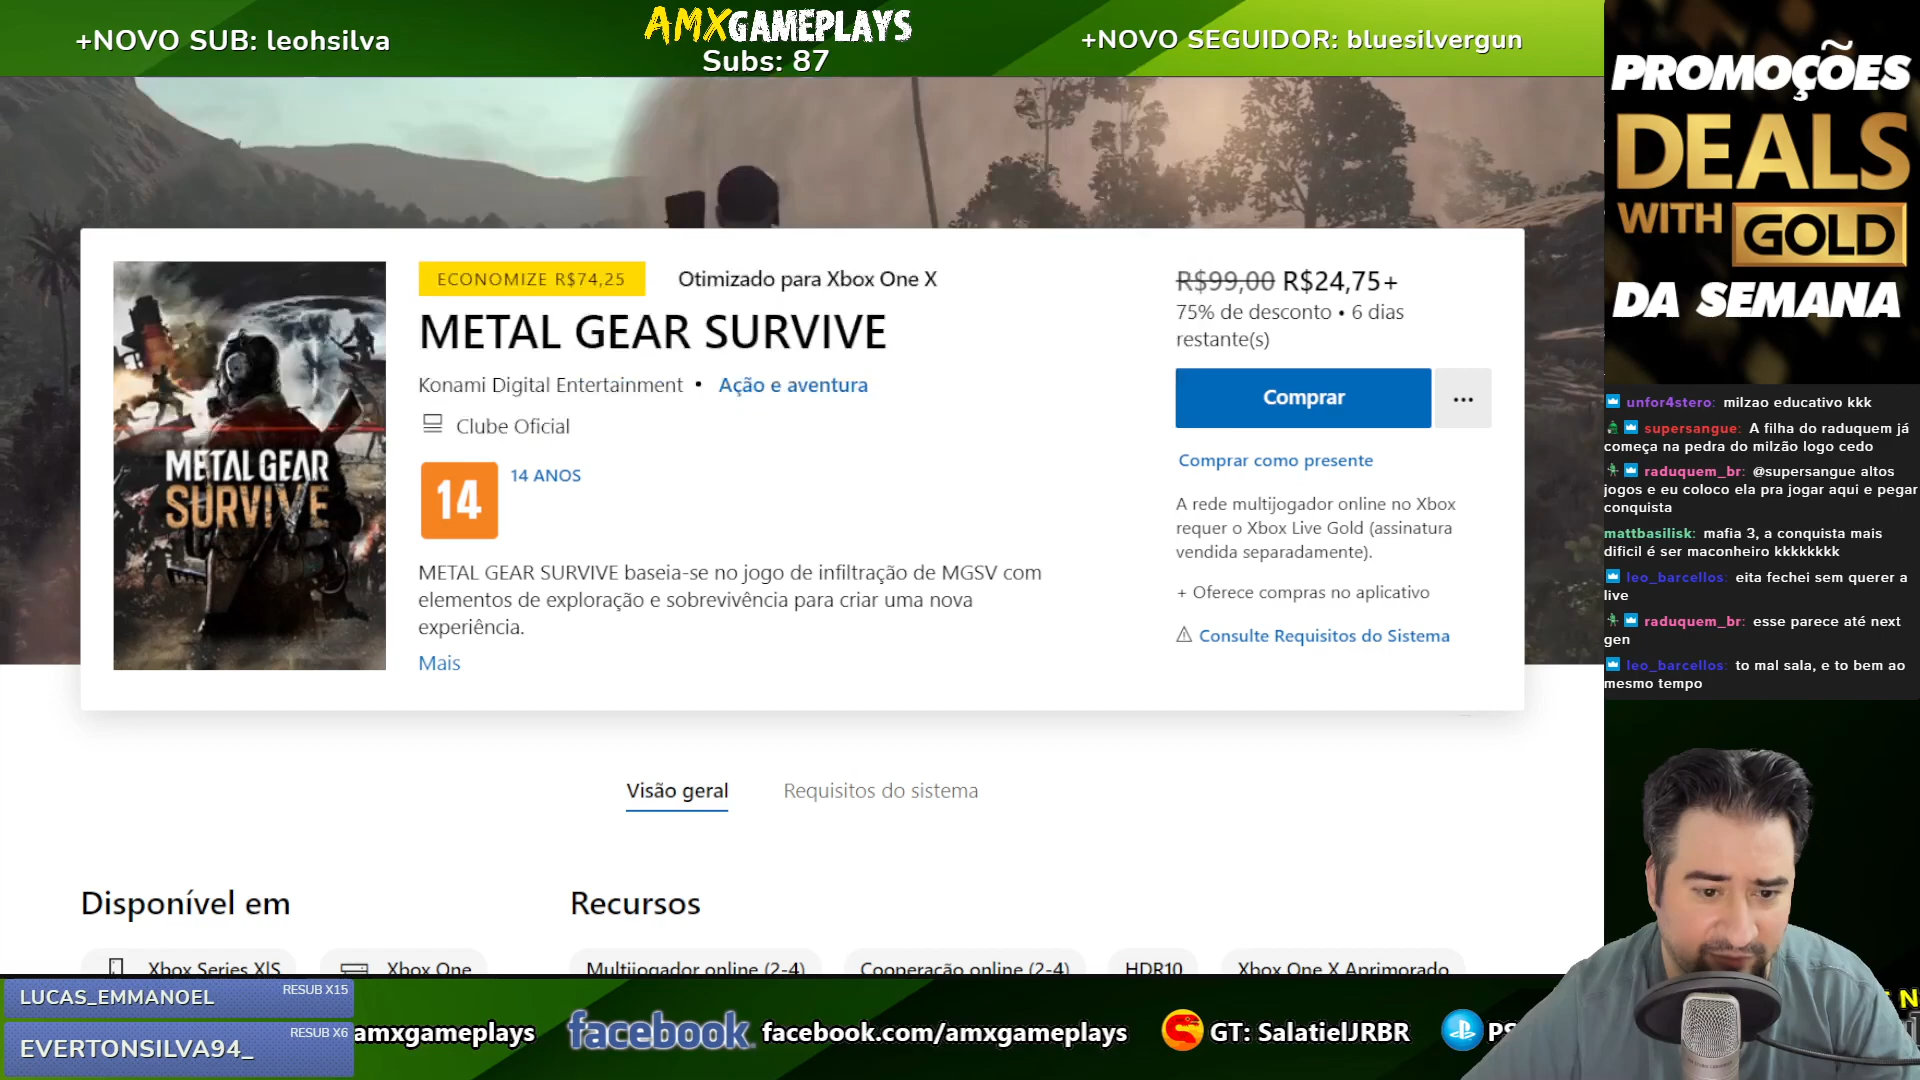 +NOVO SUB: leohsilva
AMXGAMEPLAYS
Subs: 87
+NOVO SEGUIDOR: bluesilvergun
PROMOÇÕES
DEALS
WITH GOLD
DA SEMANA
ECONOMIZE R$74,25
Otimizado para Xbox One X
METAL GEAR SURVIVE
Konami Digital Entertainment • Ação e aventura
Clube Oficial
14
14 ANOS
METAL GEAR
SURVIVE
METAL GEAR SURVIVE baseia-se no jogo de infiltração de MGSV com
elementos de exploração e sobrevivência para criar uma nova
experiência.
Mais
R$99,00 R$24,75+
75% de desconto • 6 dias
restante(s)
Comprar
...
Comprar como presente
A rede multijogador online no Xbox
requer o Xbox Live Gold (assinatura
vendida separadamente).
+ Oferece compras no aplicativo
Consulte Requisitos do Sistema
unfor4stero: milzao educativo kkk
supersangue: A filha do raduquem já
começa na pedra do milzão logo cedo
raduquem_br: @supersangue altos
jogos e eu coloco ela pra jogar aqui e pegar
conquista
mattbasilisk: mafia 3, a conquista mais
dificil é ser maconheiro kkkkkkkk
leo_barcellos: eita fechei sem querer a
live
raduquem_br: esse parece até next
gen
leo_barcellos: to mal sala, e to bem ao
mesmo tempo
Visão geral
Requisitos do sistema
Disponível em
Recursos
Xbox Series X|S
Xbox One
Multijogador online (2-4)
Cooperação online (2-4)
HDR10
Xbox One X Aprimorado
LUCAS_EMMANOEL
RESUB X15
EVERTONSILVA94_
RESUB X6
amxgameplays
facebook
facebook.com/amxgameplays
GT: SalatielJRBR